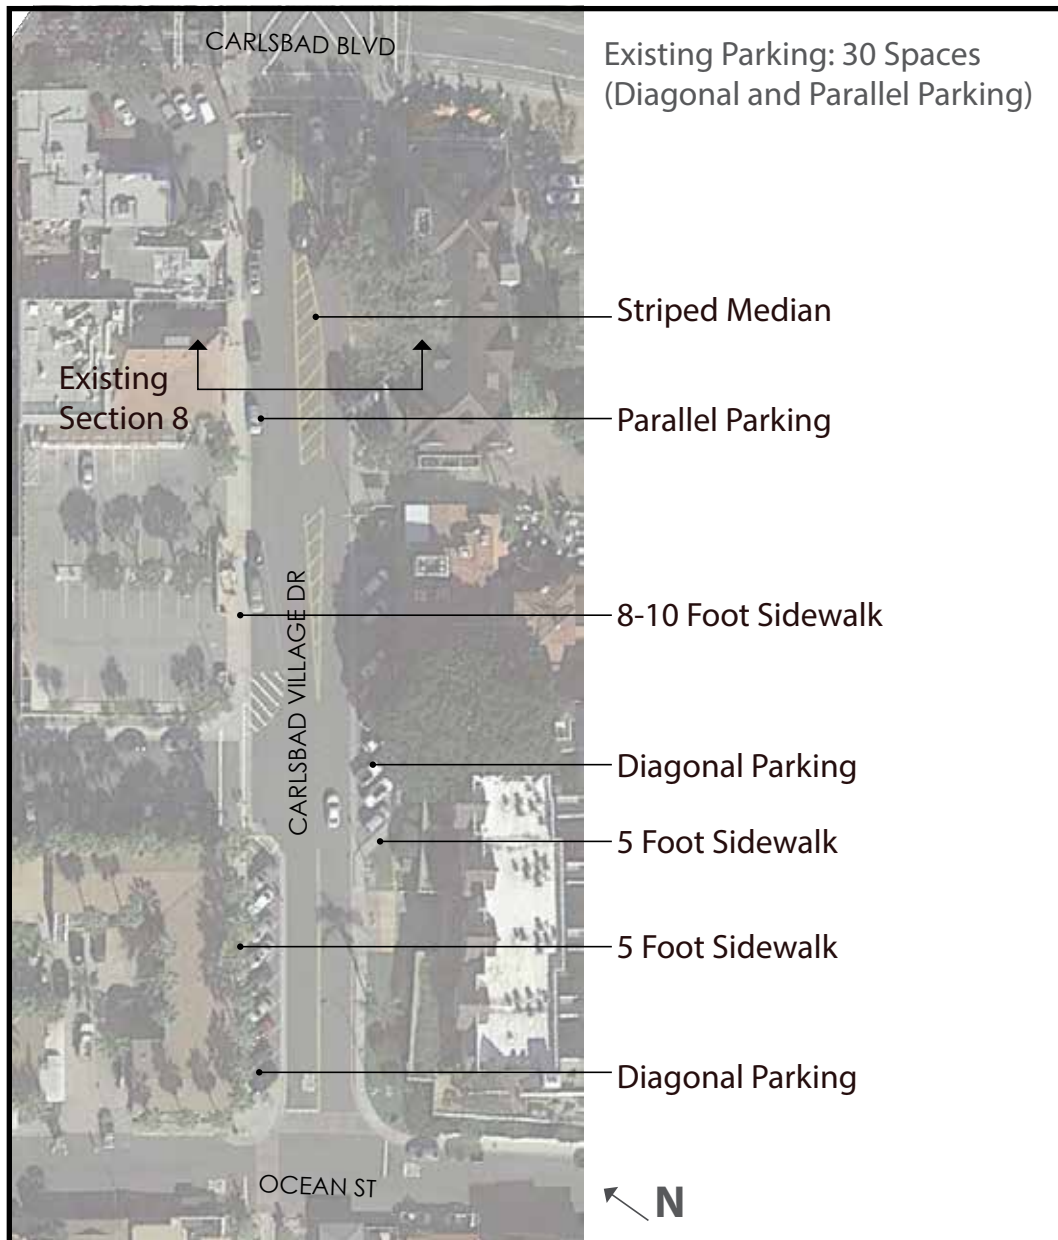 CARLSBAD BLVD
Existing Parking: 30 Spaces
(Diagonal and Parallel Parking)
Striped Median
Existing
Section 8
Parallel Parking
8-10 Foot Sidewalk
CARLSBAD VILLAGE DR
Diagonal Parking
5 Foot Sidewalk
5 Foot Sidewalk
Diagonal Parking
OCEAN ST
N